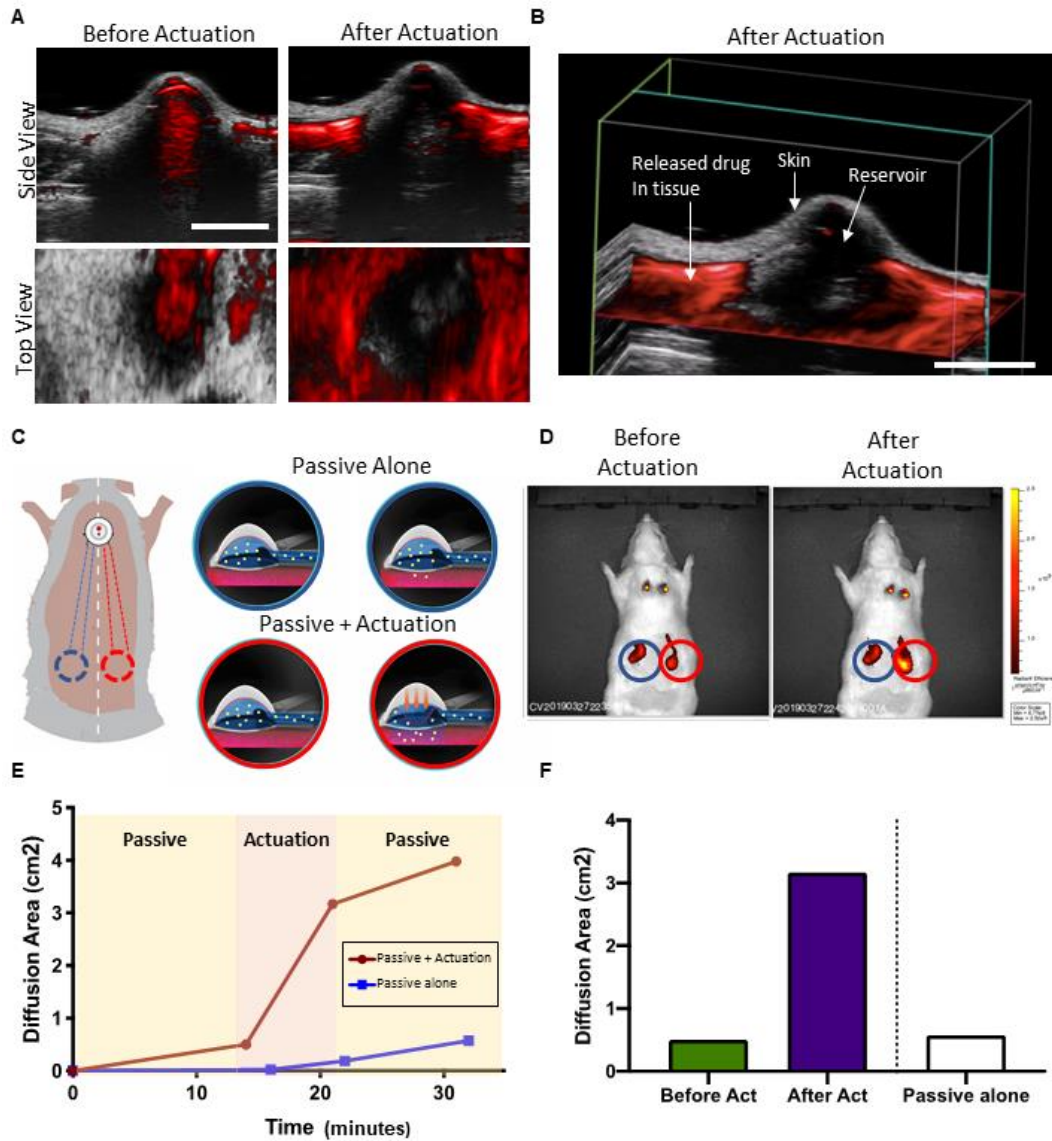 A
Before Actuation
After Actuation
Side View
Top View
B
After Actuation
Released drug
In tissue
Skin
Reservoir
C
Passive Alone
Passive + Actuation
D
Before
Actuation
After
Actuation
E
Passive
Actuation
Passive
Diffusion Area (cm2)
5
4
3
2
1
0
0
10
20
30
Time (minutes)
Passive + Actuation
Passive alone
F
Diffusion Area (cm2)
4
3
2
1
0
Before Act
After Act
Passive alone